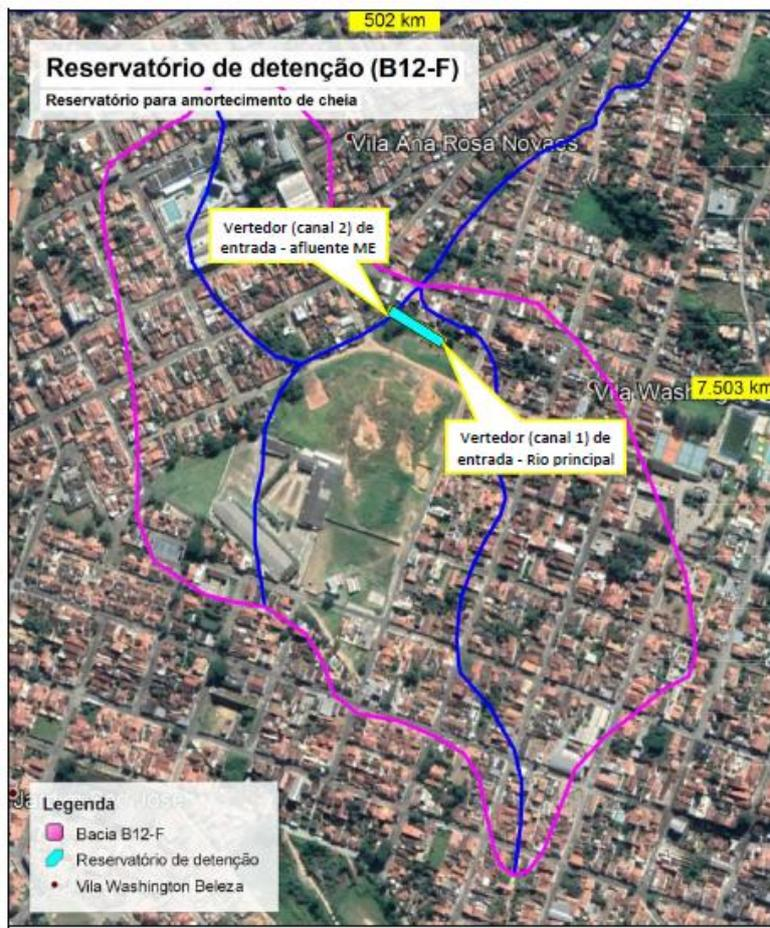 502 km
Reservatório de detenção (B12-F)
Reservatório para amortecimento de cheia
Vila Ana Rosa Novaes
Vertedor (canal 2) de
entrada - afluente ME
Vila Washing
7.503 km
Vertedor (canal 1) de
entrada - Rio principal
Legenda
Bacia B12-F
Reservatório de detenção
Vila Washington Beleza